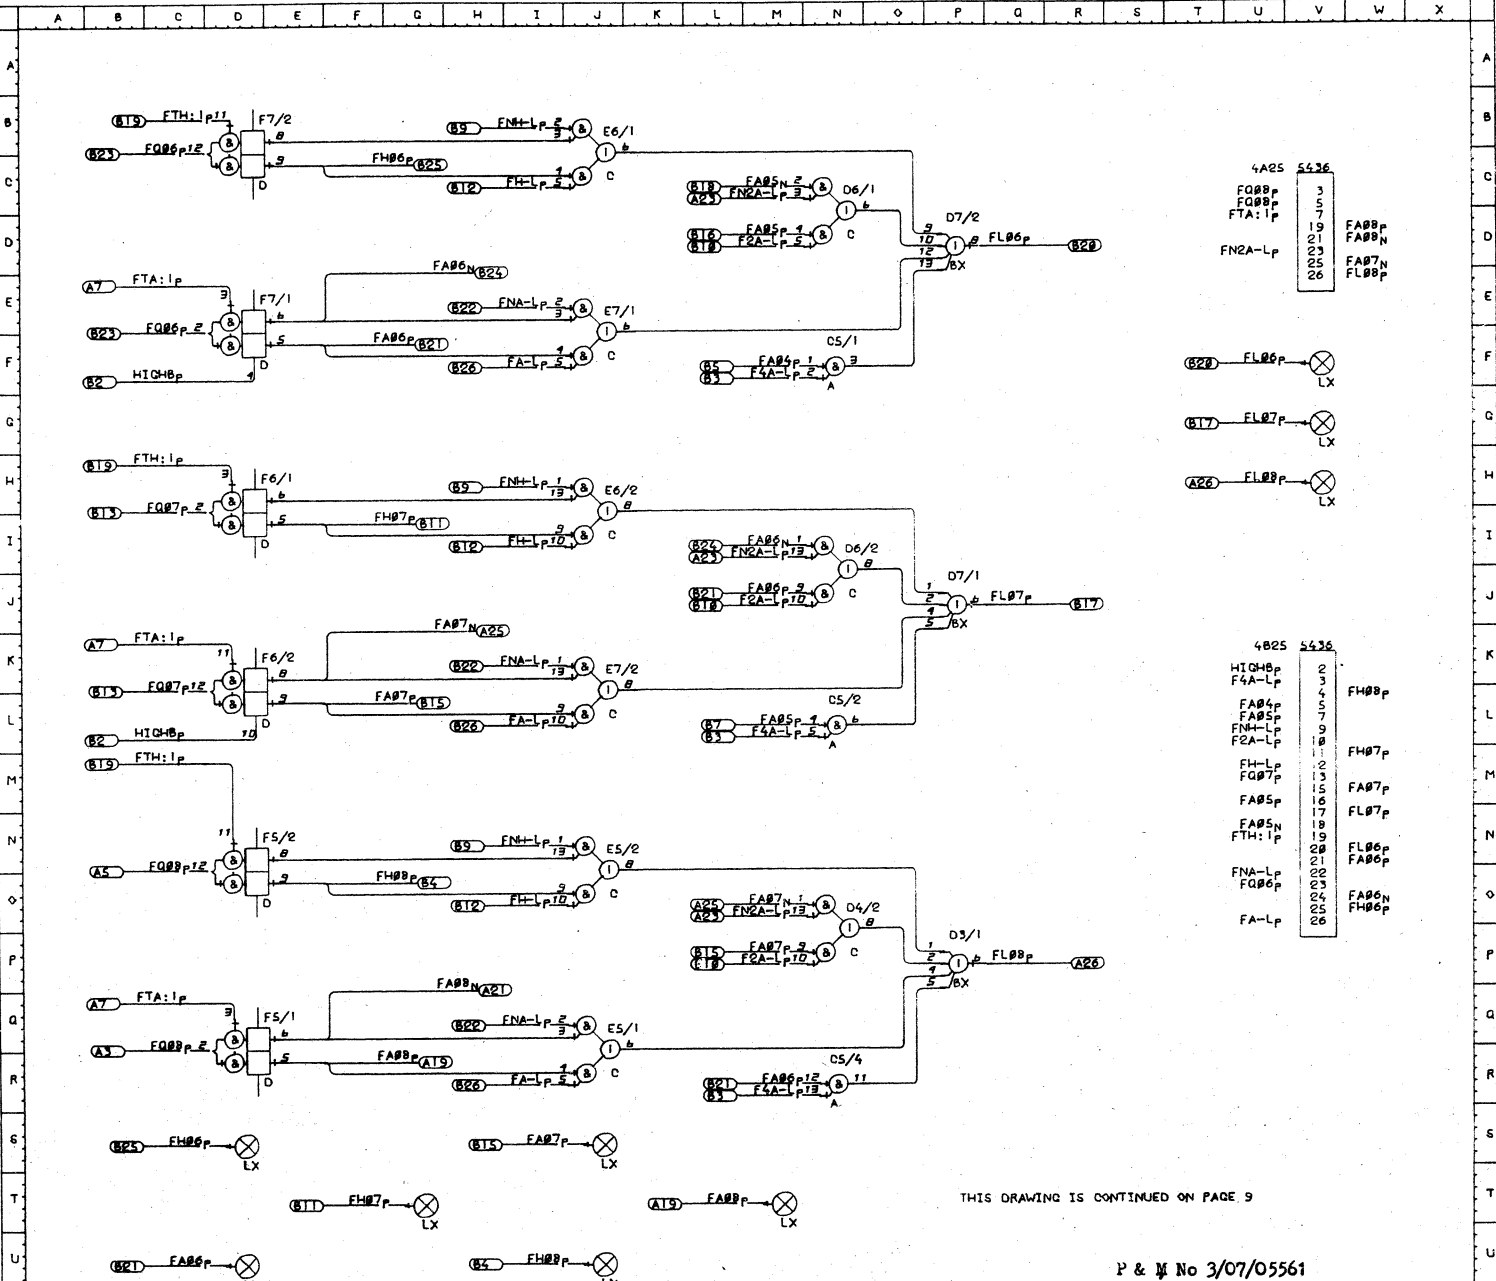 A B C D E F G H I J K L M N O P Q R S T U V W X
A A
B B
C C
D D
E E
F F
G G
H H
I I
J J
K K
L L
M M
N N
O O
P P
Q Q
R R
S S
T T
U U
B19 FTH:1P 11 F7/2
B23 FQ06P 12 8 9 D
& &
FH06P B25
B9 FNH-LP 2 3 & E6/1
B12 FH-LP 4 5 & 1 6 C
B18 FA05N 2 & D6/1
A23 FN2A-LP 3
B16 FA05P 4 & 1 6 C
B10 F2A-LP 5
D7/2
9 10 12 13 1 8 BX FL06P B20
A7 FTA:1P 3 F7/1
B23 FQ06P 2 & & 6 5 D
B2 HIGHBP 4
FA06N B24
FA06P B21
B22 FNA-LP 2 3 & E7/1
B26 FA-LP 4 5 & 1 6 C
C5/1
B5 FA04P 1 & 3
B3 F4A-LP 2 A
B19 FTH:1P 3 F6/1
B13 FQ07P 2 & & 6 5 D
FH07P B11
B9 FNH-LP 1 13 & E6/2
B12 FH-LP 9 10 & 1 8 C
B24 FA06N 1 & D6/2
A23 FN2A-LP 13
B21 FA06P 9 & 1 8 C
B10 F2A-LP 10
D7/1
1 2 4 5 1 6 BX FL07P B17
A7 FTA:1P 11 F6/2
B13 FQ07P 12 & & 8 9 D
B2 HIGHBP 10
FA07N A25
FA07P B15
B22 FNA-LP 1 13 & E7/2
B26 FA-LP 9 10 & 1 8 C
C5/2
B7 FA05P 4 & 6
B3 F4A-LP 5 A
B19 FTH:1P 11 F5/2
A5 FQ08P 12 & & 8 9 D
FH08P B4
B9 FNH-LP 1 13 & E5/2
B12 FH-LP 9 10 & 1 8 C
A25 FA07N 1 & D4/2
A23 FN2A-LP 13
B15 FA07P 9 & 1 8 C
B10 F2A-LP 10
D3/1
1 2 4 5 1 6 BX FL08P A26
A7 FTA:1P 3 F5/1
A3 FQ08P 2 & & 6 5 D
FA08N A21
FA08P A19
B22 FNA-LP 2 3 & E5/1
B26 FA-LP 4 5 & 1 6 C
C5/4
B21 FA06P 12 & 11
B3 F4A-LP 13 A
4A25 5436
FQ08P 3
FQ08P 5
FTA:1P 7
19 FA08P
21 FA08N
FN2A-LP 23
25 FA07N
26 FL08P
B20 FL06P LX
B17 FL07P LX
A26 FL08P LX
4B25 5436
HIGHBP 2
F4A-LP 3
4 FH08P
FA04P 5
FA05P 7
FNH-LP 9
F2A-LP 10
11 FH07P
FH-LP 2
FQ07P 13
15 FA07P
FA05P 16
17 FL07P
FA05N 18
FTH:1P 19
20 FL06P
21 FA06P
FNA-LP 22
FQ06P 23
24 FA06N
25 FH06P
FA-LP 26
B25 FH06P LX
B15 FA07P LX
B11 FH07P LX
A19 FA08P LX
B21 FA06P
B4 FH08P
THIS DRAWING IS CONTINUED ON PAGE 9
P & M No 3/07/05561